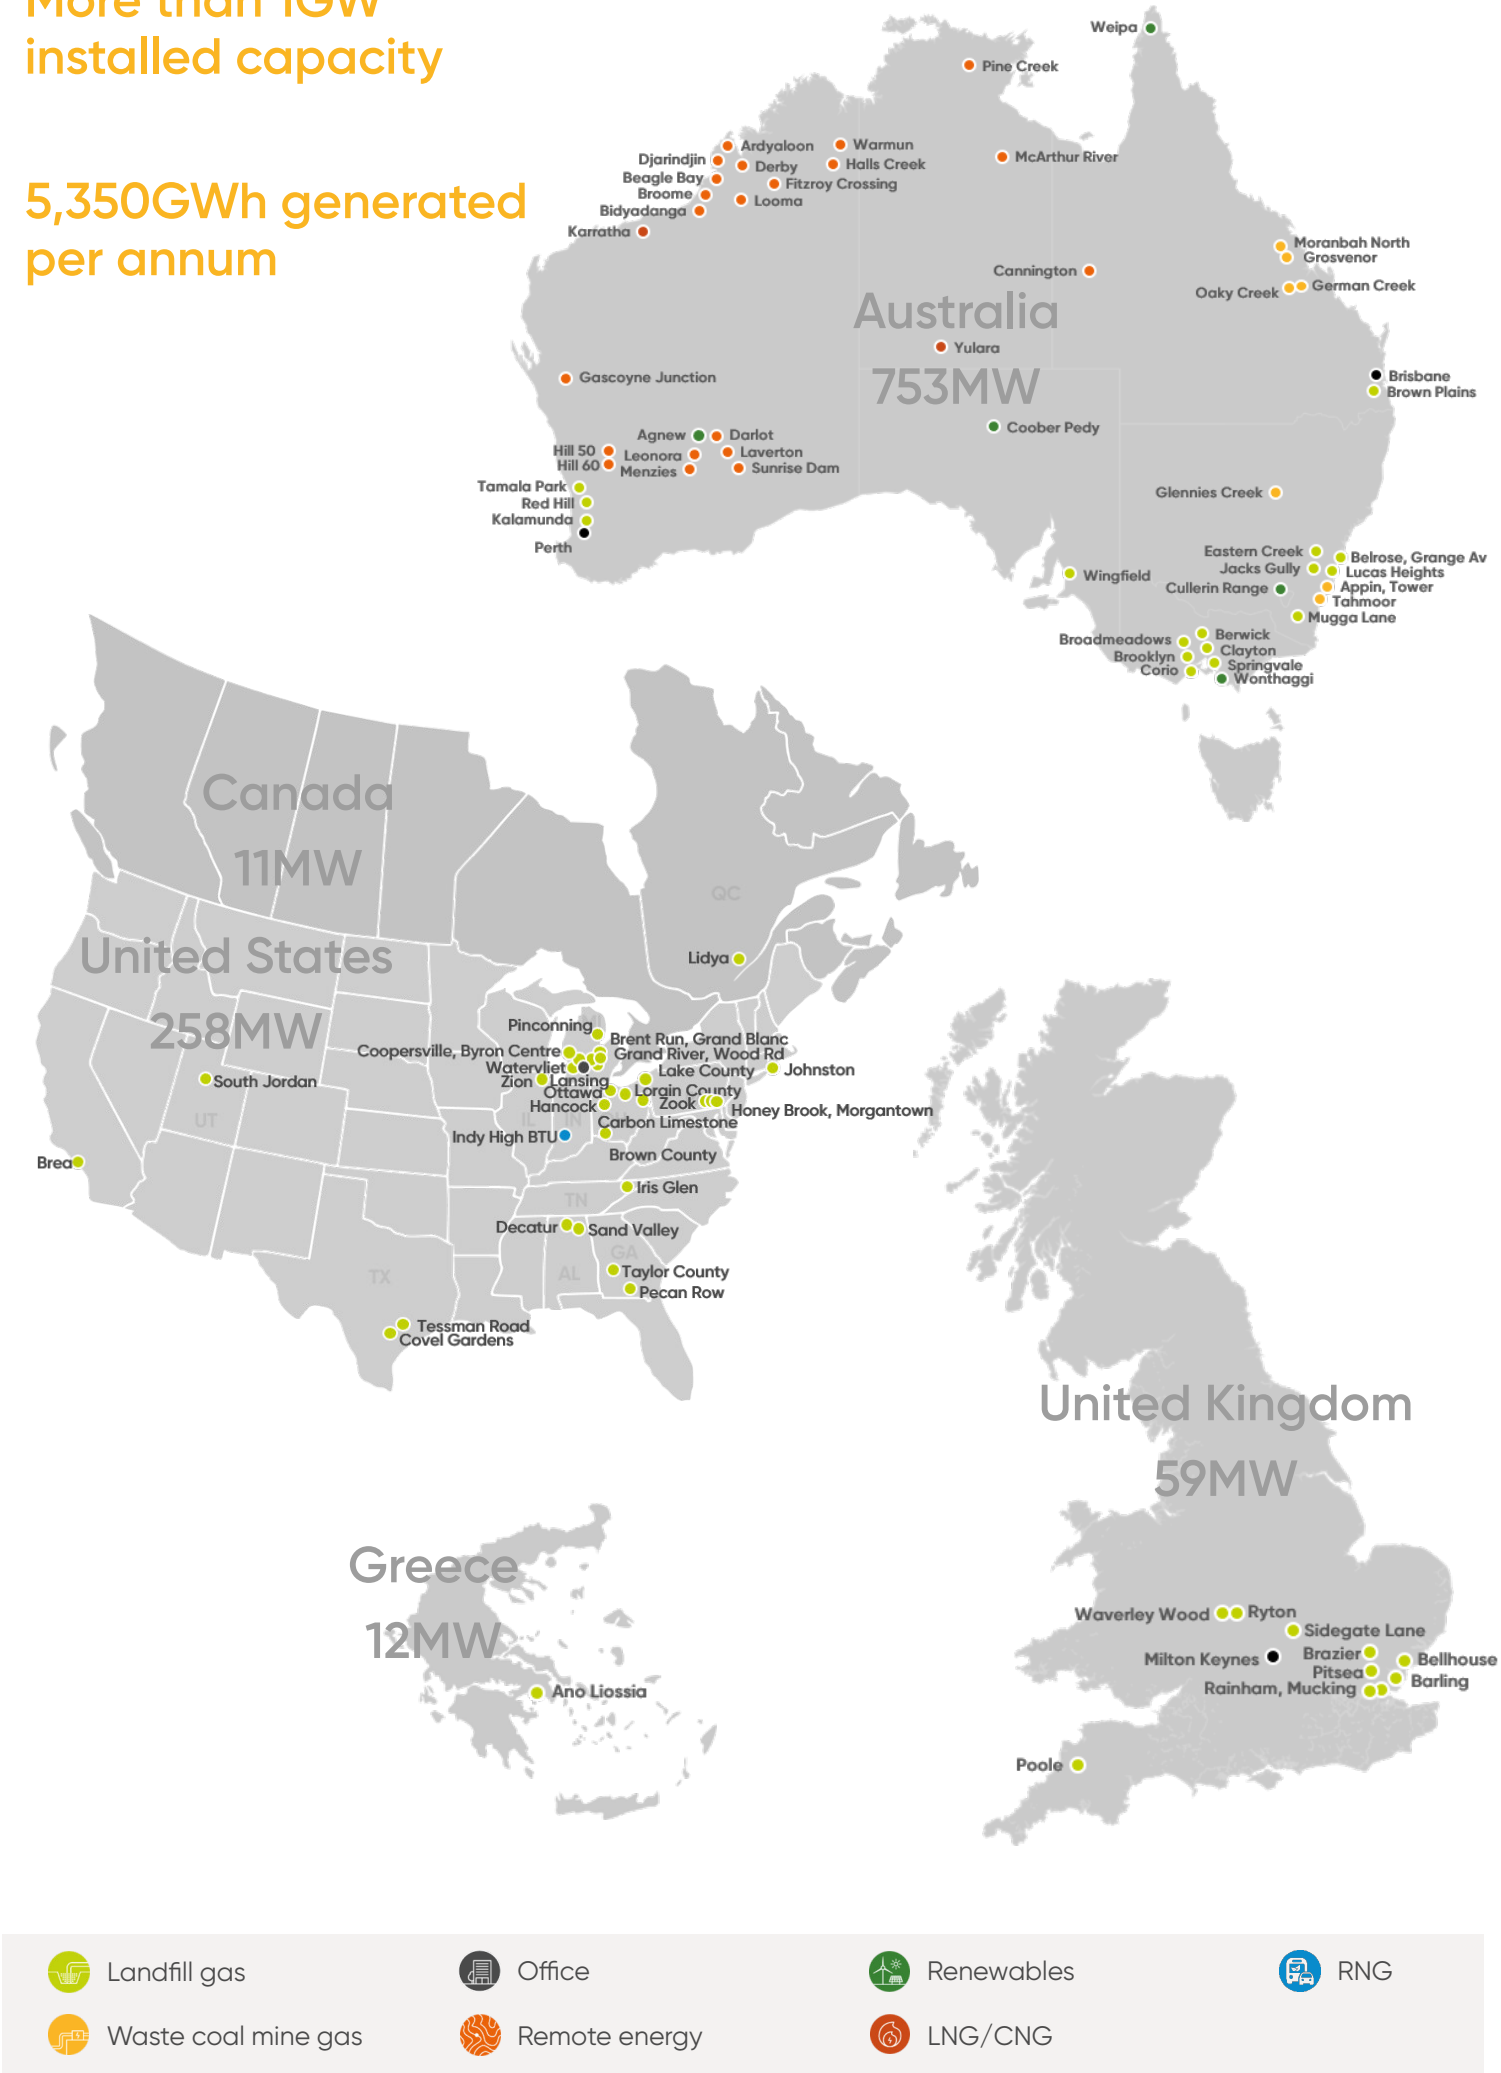 More than 1GW
installed capacity
5,350GWh generated
per annum
Weipa
Pine Creek
Ardyaloon
Warmun
Djarindjin
Derby
Halls Creek
McArthur River
Beagle Bay
Fitzroy Crossing
Broome
Looma
Bidyadanga
Karratha
Moranbah North
Grosvenor
Cannington
German Creek
Oaky Creek
Australia
753MW
Yulara
Gascoyne Junction
Brisbane
Brown Plains
Coober Pedy
Agnew
Darlot
Hill 50
Leonora
Laverton
Hill 60
Menzies
Sunrise Dam
Tamala Park
Red Hill
Kalamunda
Perth
Glennies Creek
Eastern Creek
Belrose, Grange Av
Jacks Gully
Lucas Heights
Wingfield
Cullerin Range
Appin, Tower
Tahmoor
Mugga Lane
Broadmeadows
Berwick
Clayton
Brooklyn
Springvale
Corio
Wonthaggi
Canada
11MW
QC
Lidya
United States
258MW
Pinconning
MI
Brent Run, Grand Blanc
Coopersville, Byron Centre
Grand River, Wood Rd
Watervliet
Lake County
Johnston
Zion
Lansing
South Jordan
Ottawa
Lorain County
Hancock
Zook
Honey Brook, Morgantown
UT
IL
IN
Carbon Limestone
Indy High BTU
Brown County
Brea
Iris Glen
TN
Decatur
Sand Valley
GA
AL
TX
Taylor County
Pecan Row
Tessman Road
Covel Gardens
United Kingdom
59MW
Waverley Wood
Ryton
Sidegate Lane
Milton Keynes
Brazier
Bellhouse
Pitsea
Barling
Rainham, Mucking
Poole
Greece
12MW
Ano Liossia
Landfill gas
Office
Renewables
RNG
Waste coal mine gas
Remote energy
LNG/CNG